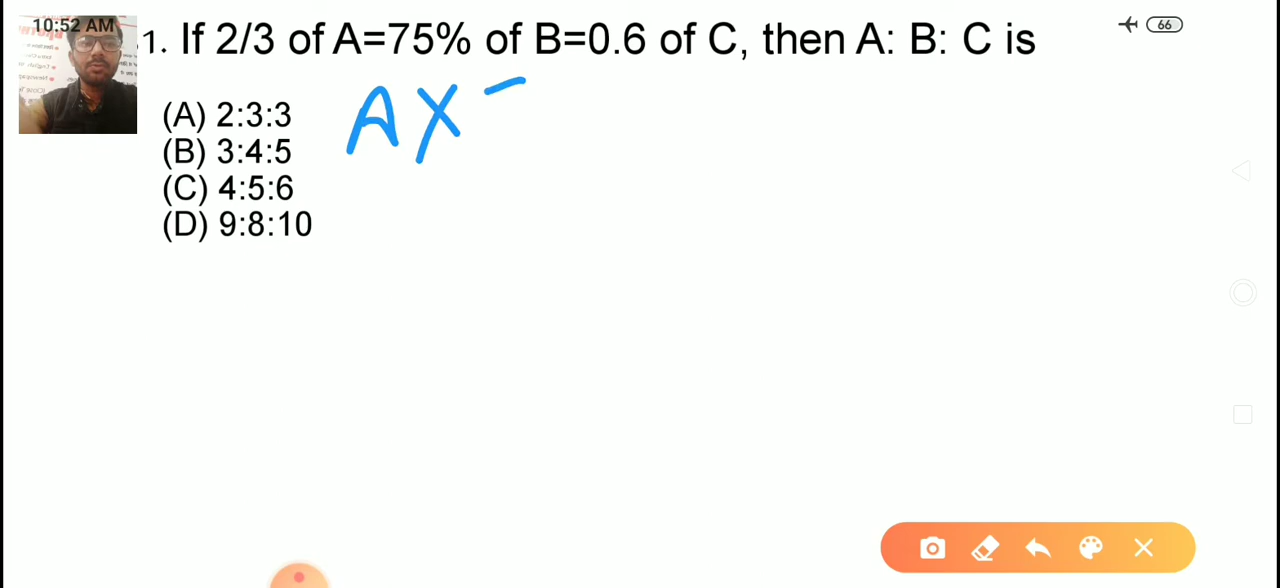 10:52 AM
66
1. If 2/3 of A=75% of B=0.6 of C, then A: B: C is
(A) 2:3:3
(B) 3:4:5
(C) 4:5:6
(D) 9:8:10
A X